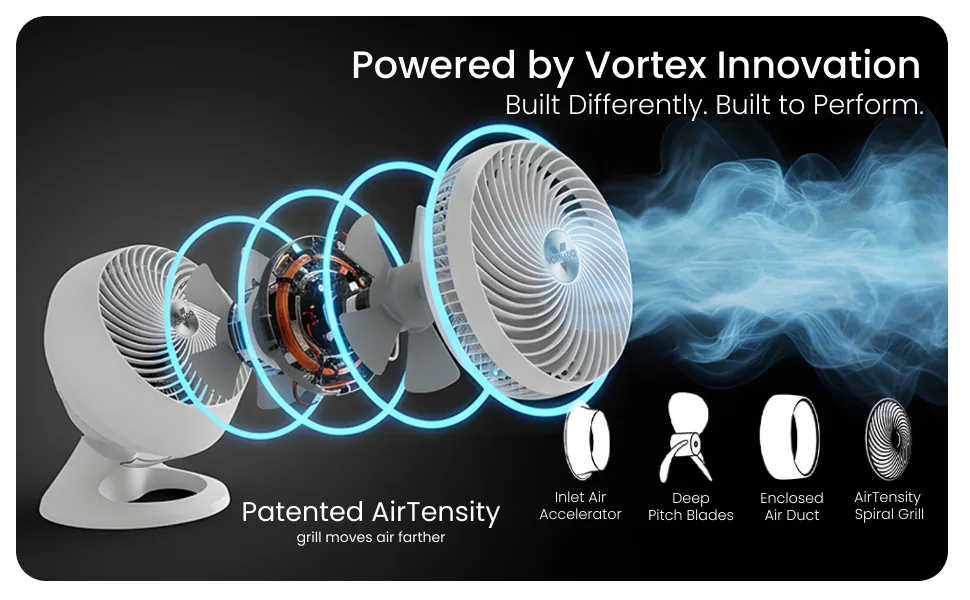 Powered by Vortex Innovation
Built Differently. Built to Perform.
Patented AirTensity
grill moves air farther
Inlet Air
Accelerator
Deep
Pitch Blades
Enclosed
Air Duct
AirTensity
Spiral Grill